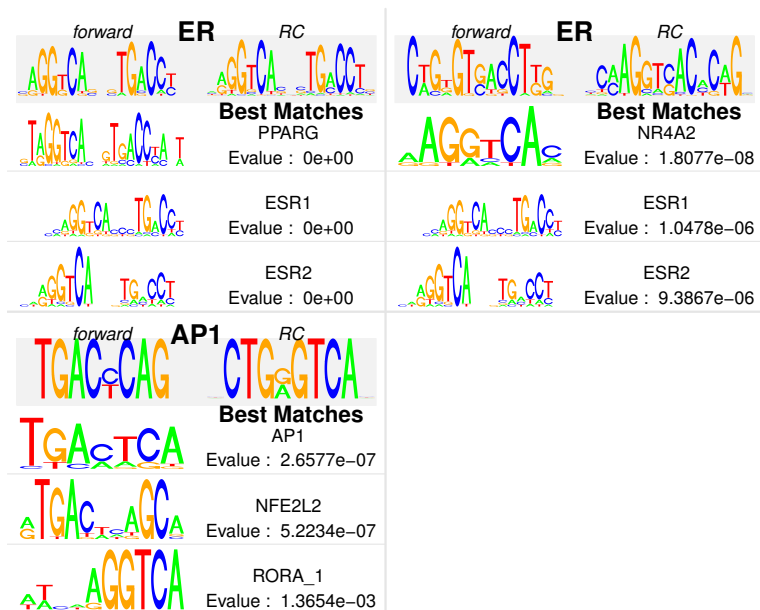 forward ER RC
Best Matches
PPARG
Evalue : 0e+00
ESR1
Evalue : 0e+00
ESR2
Evalue : 0e+00
forward ER RC
Best Matches
NR4A2
Evalue : 1.8077e−08
ESR1
Evalue : 1.0478e−06
ESR2
Evalue : 9.3867e−06
forward AP1 RC
TGACCCAG CTGGGTCA
Best Matches
AP1
Evalue : 2.6577e−07
TGACTCA
NFE2L2
Evalue : 5.2234e−07
RORA_1
Evalue : 1.3654e−03